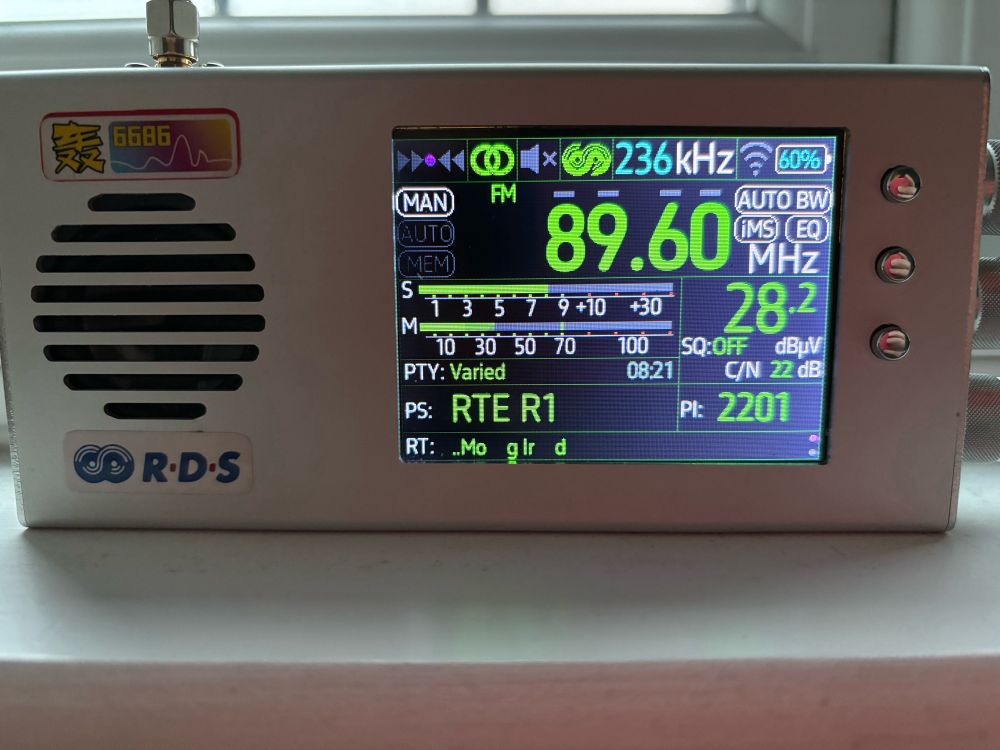 轰 6686
R·D·S
236kHz 60%
MAN FM 89.60 MHz AUTO BW
AUTO iMS EQ
MEM
S 1 3 5 7 9 +10 +30
28.2 dBµV
M 10 30 50 70 100
SQ:OFF
C/N 22 dB
PTY: Varied 08:21
PS: RTE R1 PI: 2201
RT: ..Mo g Ir d